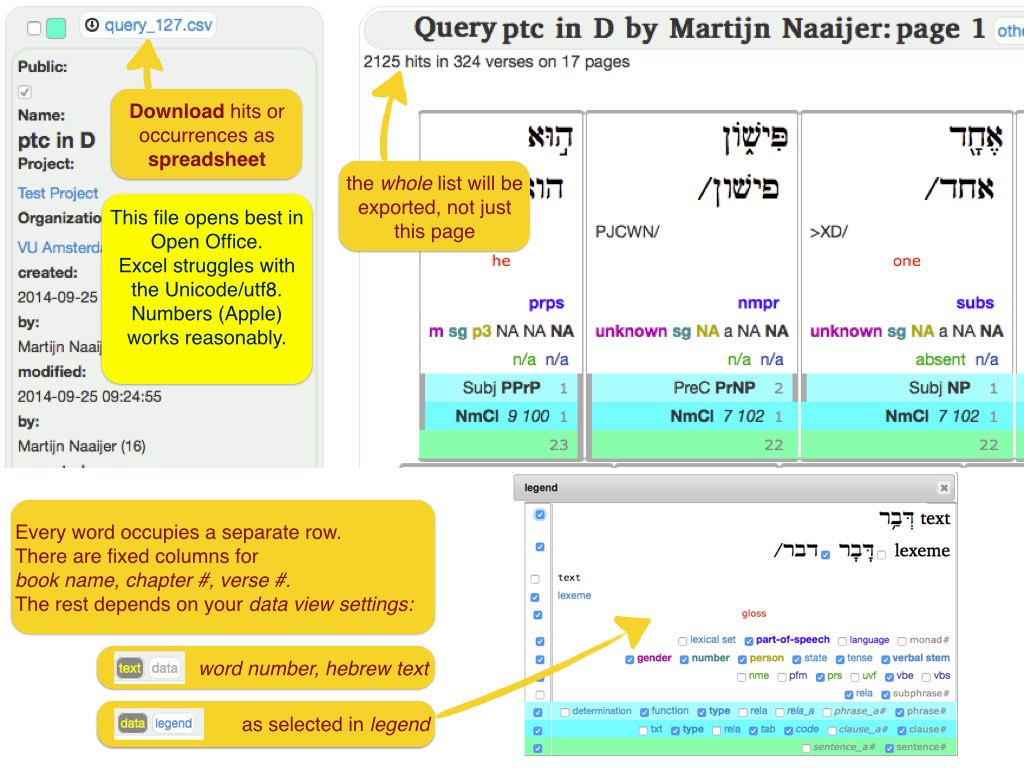 query_127.csv
Public:
Name:
ptc in D
Project:
Test Project
Organizatio
VU Amsterda
created:
2014-09-25
by:
Martijn Naaij
modified:
2014-09-25 09:24:55
by:
Martijn Naaijer (16)
Download hits or
occurrences as
spreadsheet
This file opens best in
Open Office.
Excel struggles with
the Unicode/utf8.
Numbers (Apple)
works reasonably.
Query ptc in D by Martijn Naaijer: page 1 othe
2125 hits in 324 verses on 17 pages
the whole list will be
exported, not just
this page
ה֣וּא
הוא
he
prps
m sg p3 NA NA NA
n/a n/a
Subj PPrP 1
NmCl 9 100 1
23
פִּישׁ֑וֹן
פישון/
PJCWN/
nmpr
unknown sg NA a NA NA
n/a n/a
PreC PrNP 2
NmCl 7 102 1
22
אֶחָ֖ד
אחד/
>XD/
one
subs
unknown sg NA a NA NA
absent n/a
Subj NP 1
NmCl 7 102 1
22
Every word occupies a separate row.
There are fixed columns for
book name, chapter #, verse #.
The rest depends on your data view settings:
text data word number, hebrew text
data legend as selected in legend
legend
דְּבַ֥ר text
דבר/ דָּבָר lexeme
text
lexeme
gloss
lexical set part-of-speech language monad#
gender number person state tense verbal stem
nme pfm prs uvf vbe vbs
rela subphrase#
determination function type rela rela_a phrase_a# phrase#
txt type rela tab code clause_a# clause#
sentence_a# sentence#